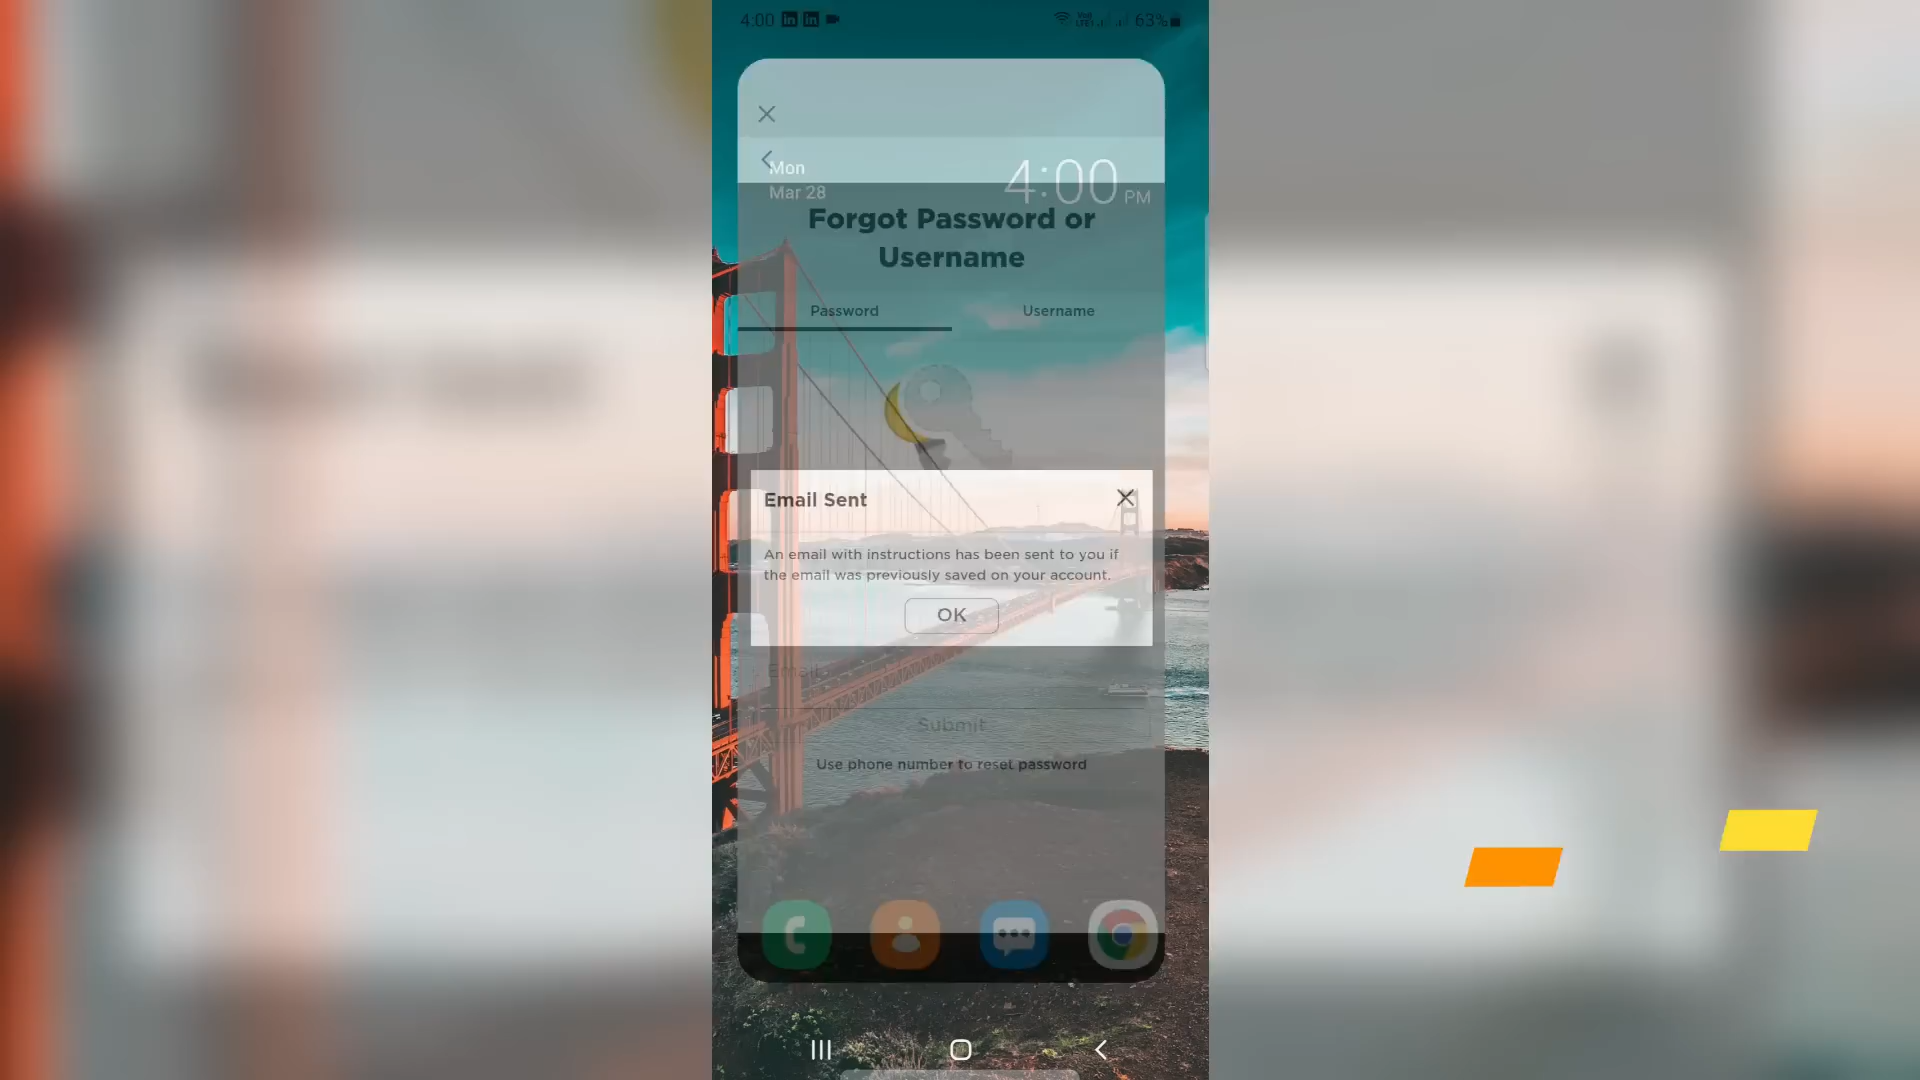 4:00
63%
Mon
Mar 28
4:00 PM
Forgot Password or
Username
Password
Username
Email Sent
An email with instructions has been sent to you if
the email was previously saved on your account.
OK
Email
Submit
Use phone number to reset password